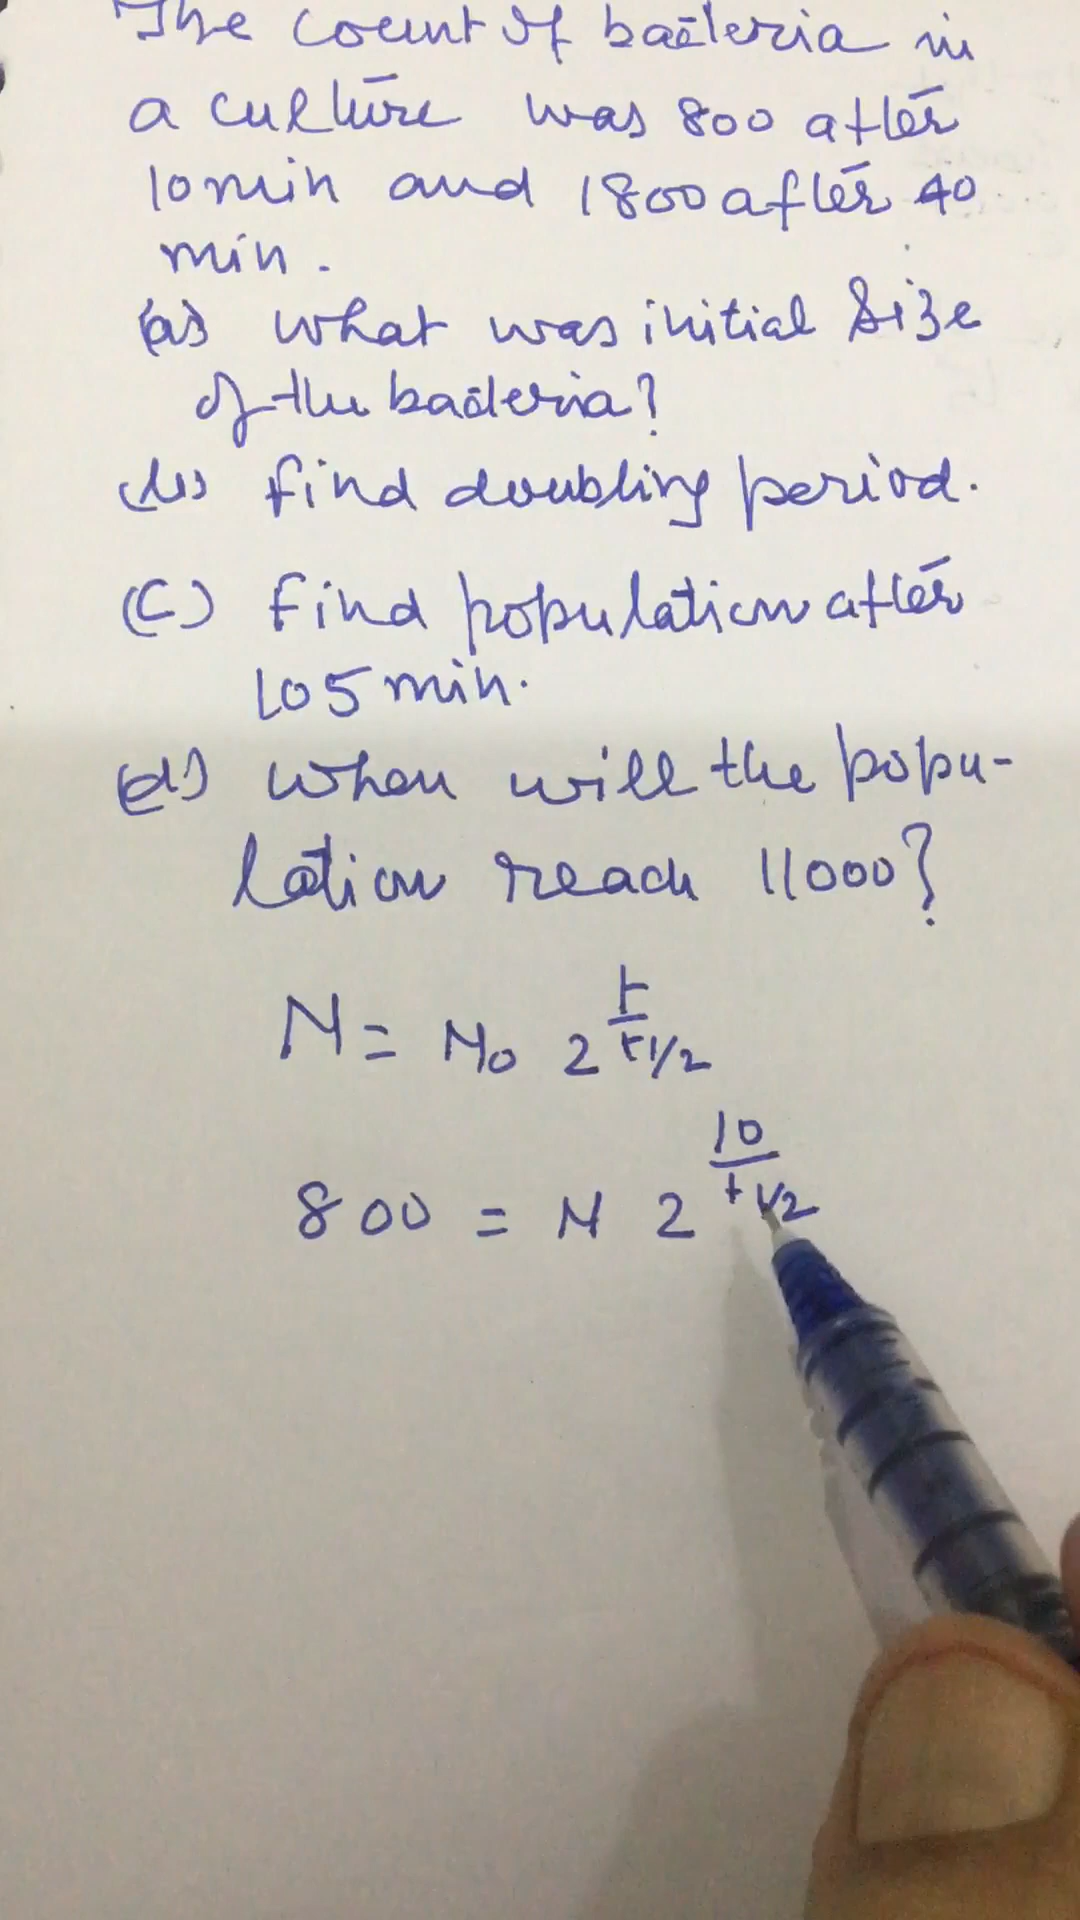 The count of bacteria in
a culture was 800 after
10 min and 1800 after 40
min.
(a) What was initial size
of the bacteria?
(b) Find doubling period.
(c) Find population after
105 min.
(d) When will the popu-
lation reach 11000?
N = N₀ 2^(t/t1/2)
800 = N 2^(10/t1/2)